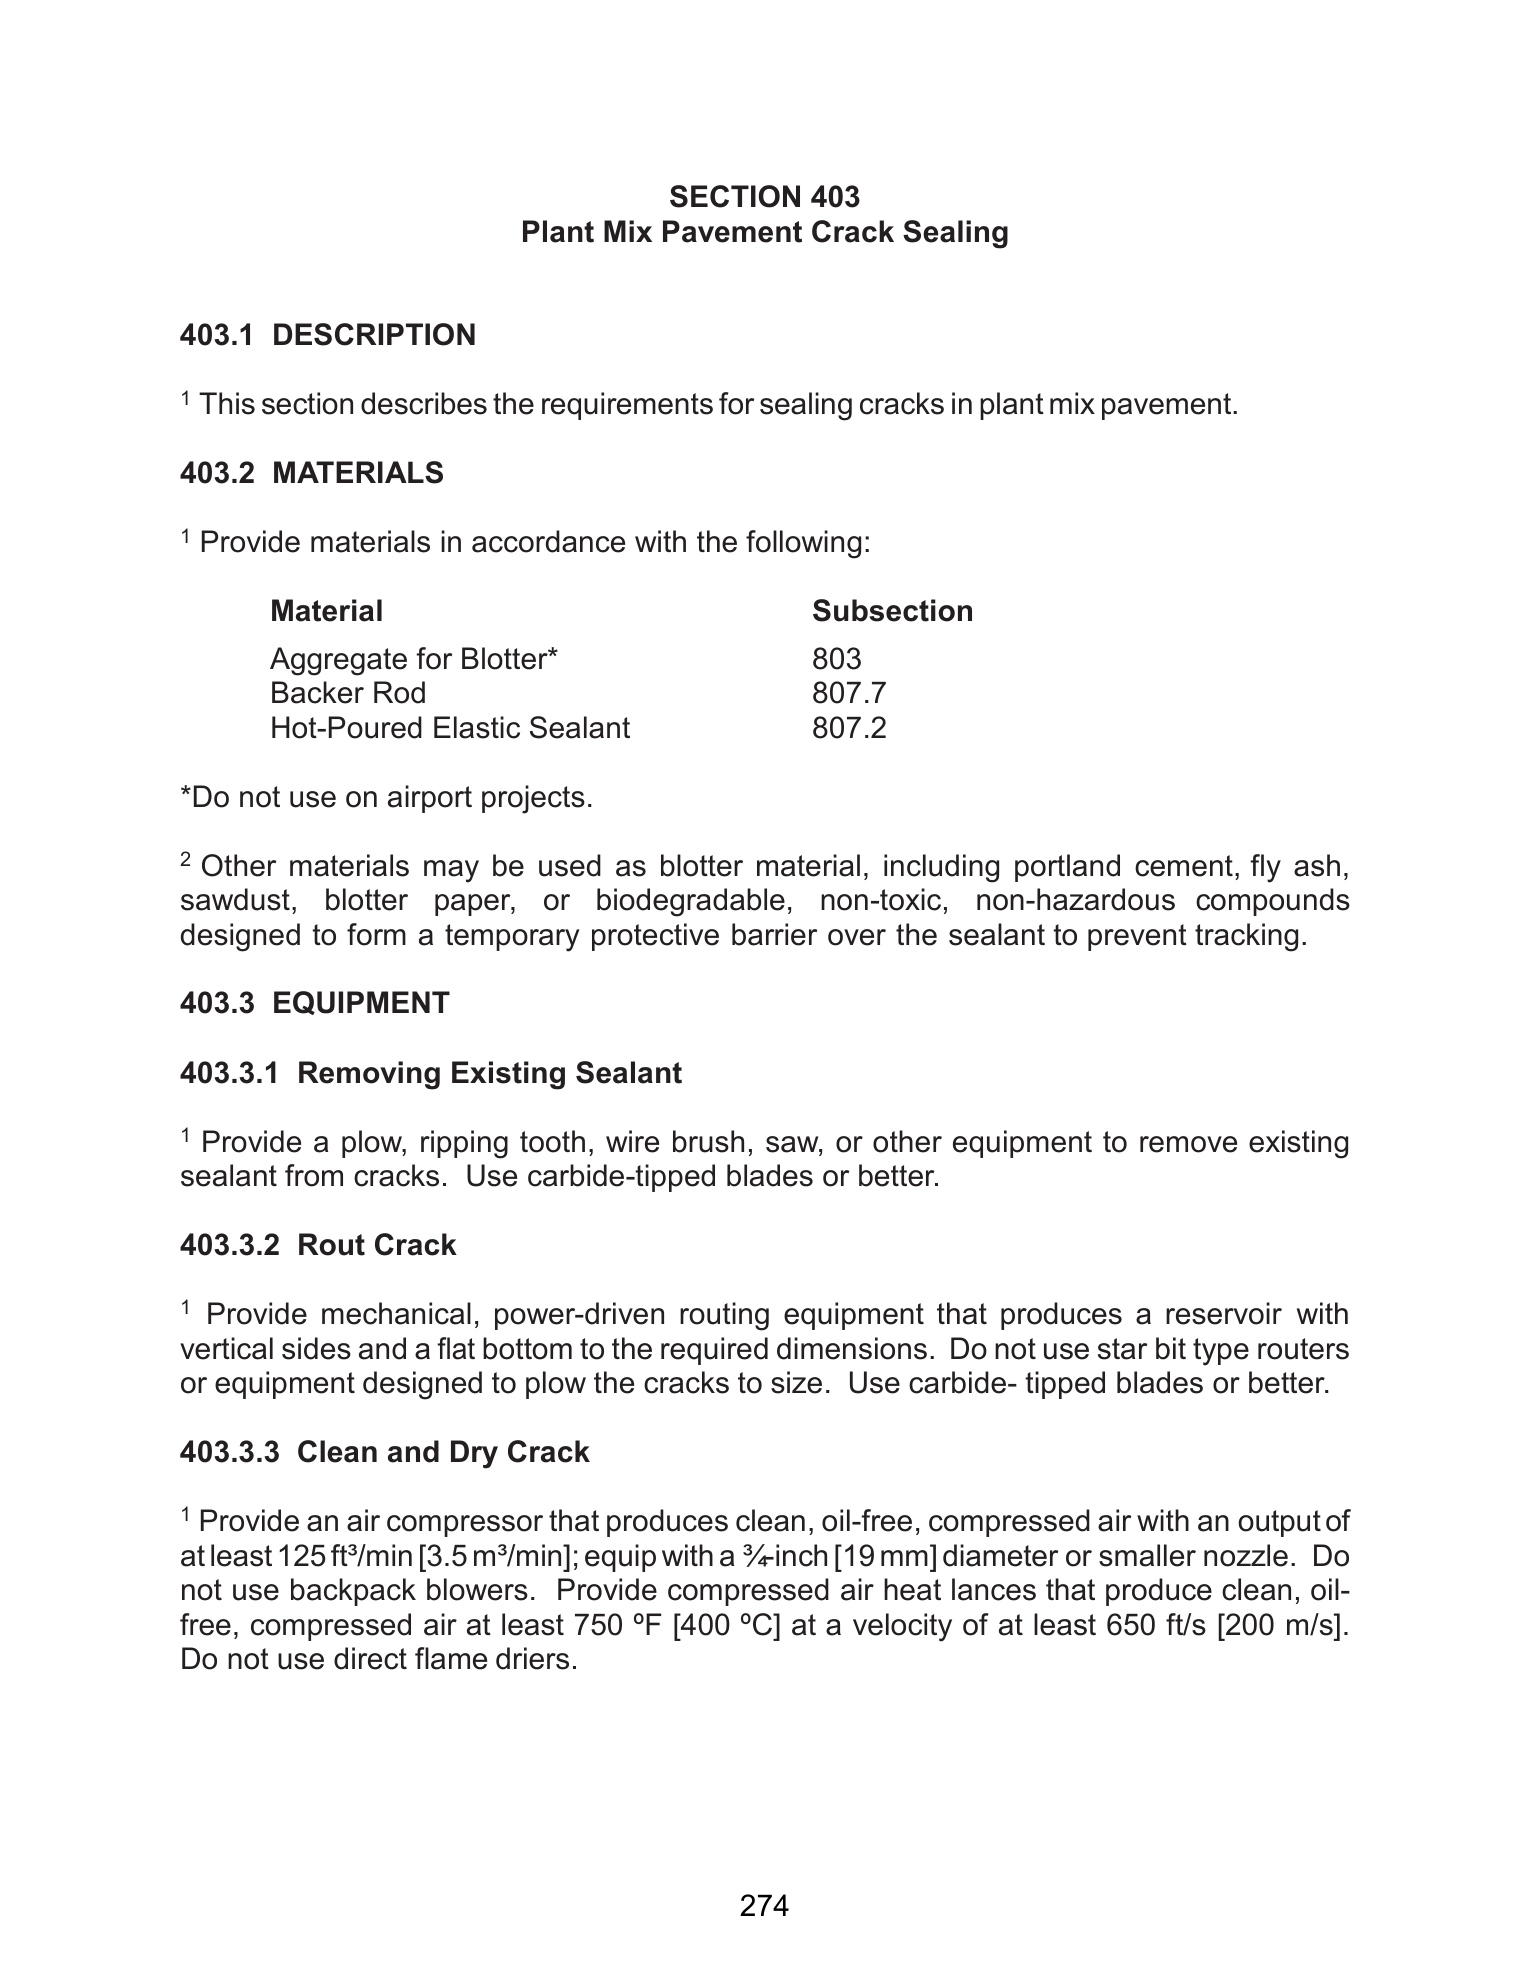 SECTION 403
Plant Mix Pavement Crack Sealing
403.1 DESCRIPTION
¹ This section describes the requirements for sealing cracks in plant mix pavement.
403.2 MATERIALS
¹ Provide materials in accordance with the following:
Material Subsection
Aggregate for Blotter* 803
Backer Rod 807.7
Hot-Poured Elastic Sealant 807.2
*Do not use on airport projects.
² Other materials may be used as blotter material, including portland cement, fly ash,
sawdust, blotter paper, or biodegradable, non-toxic, non-hazardous compounds
designed to form a temporary protective barrier over the sealant to prevent tracking.
403.3 EQUIPMENT
403.3.1 Removing Existing Sealant
¹ Provide a plow, ripping tooth, wire brush, saw, or other equipment to remove existing
sealant from cracks. Use carbide-tipped blades or better.
403.3.2 Rout Crack
¹ Provide mechanical, power-driven routing equipment that produces a reservoir with
vertical sides and a flat bottom to the required dimensions. Do not use star bit type routers
or equipment designed to plow the cracks to size. Use carbide- tipped blades or better.
403.3.3 Clean and Dry Crack
¹ Provide an air compressor that produces clean, oil-free, compressed air with an output of
at least 125 ft³/min [3.5 m³/min]; equip with a ¾-inch [19 mm] diameter or smaller nozzle. Do
not use backpack blowers. Provide compressed air heat lances that produce clean, oil-
free, compressed air at least 750 ºF [400 ºC] at a velocity of at least 650 ft/s [200 m/s].
Do not use direct flame driers.
274